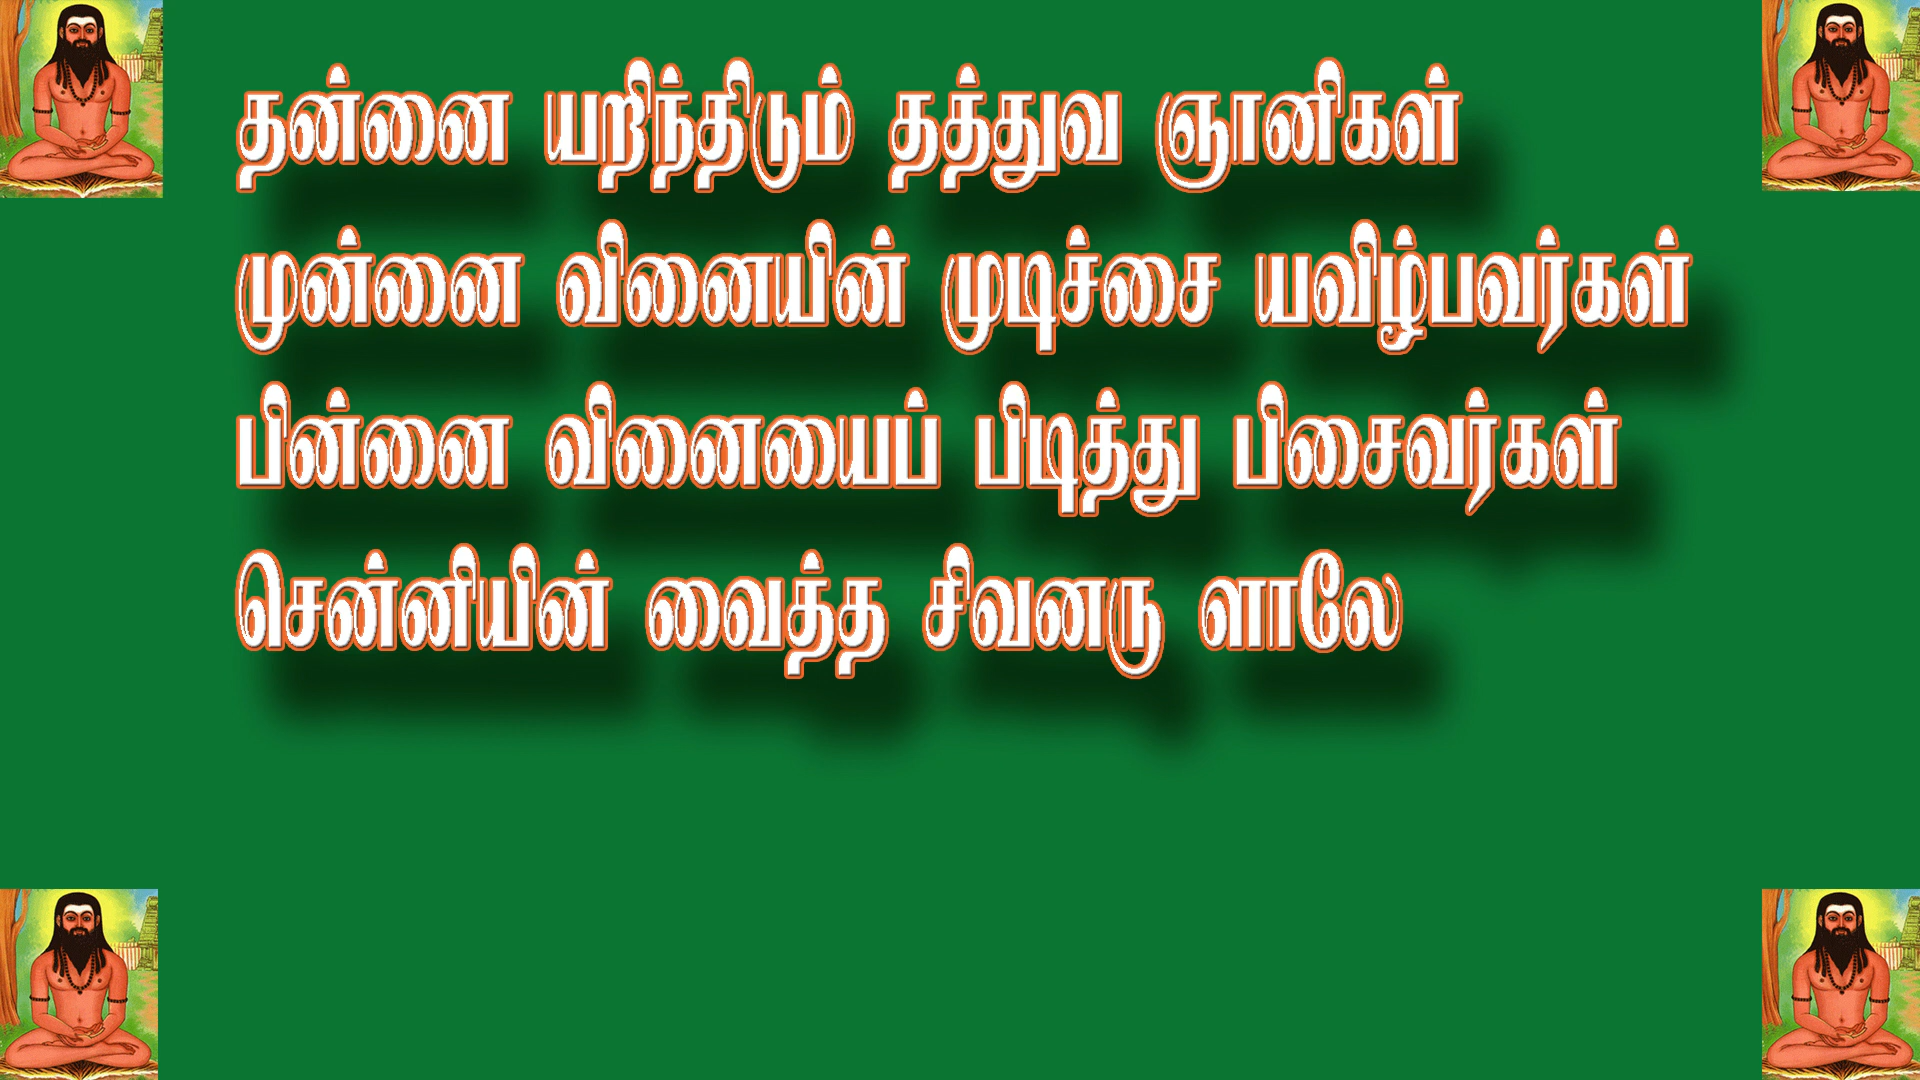 தன்னை யறிந்திடும் தத்துவ ஞானிகள்
முன்னை வினையின் முடிச்சை யவிழ்பவர்கள்
பின்னை வினையைப் பிடித்து பிசைவர்கள்
சென்னியின் வைத்த சிவனரு ளாலே